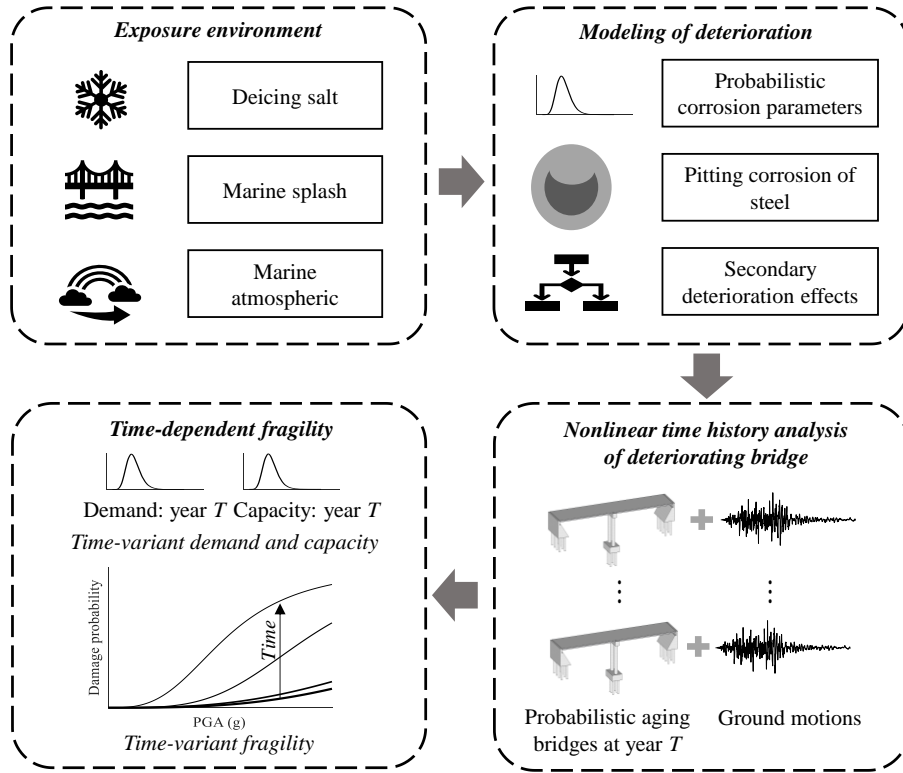 Exposure environment
Deicing salt
Marine splash
Marine
atmospheric
Modeling of deterioration
Probabilistic
corrosion parameters
Pitting corrosion of
steel
Secondary
deterioration effects
Time-dependent fragility
Demand: year T
Capacity: year T
Time-variant demand and capacity
Damage probability
Time
PGA (g)
Time-variant fragility
Nonlinear time history analysis
of deteriorating bridge
Probabilistic aging
bridges at year T
Ground motions